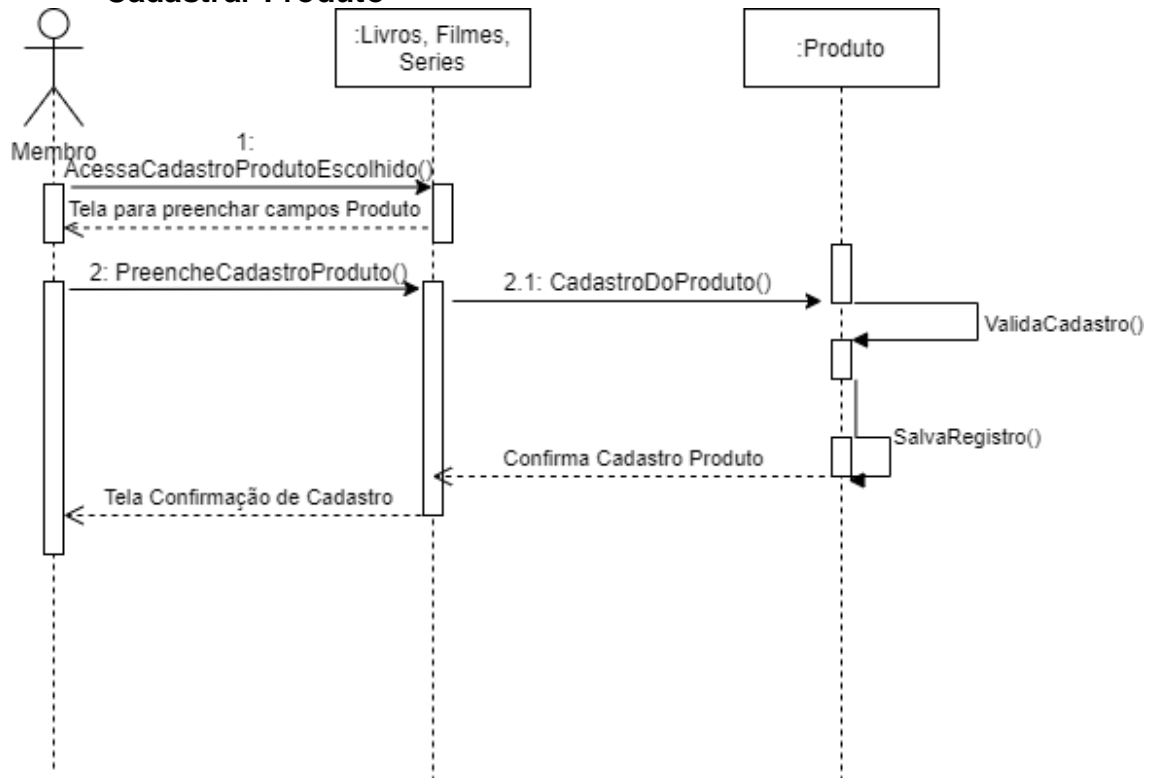 Cadastrar Produto
:Livros, Filmes,
Series
:Produto
Membro
1:
AcessaCadastroProdutoEscolhido()
Tela para preenchar campos Produto
2: PreencheCadastroProduto()
2.1: CadastroDoProduto()
ValidaCadastro()
SalvaRegistro()
Confirma Cadastro Produto
Tela Confirmação de Cadastro